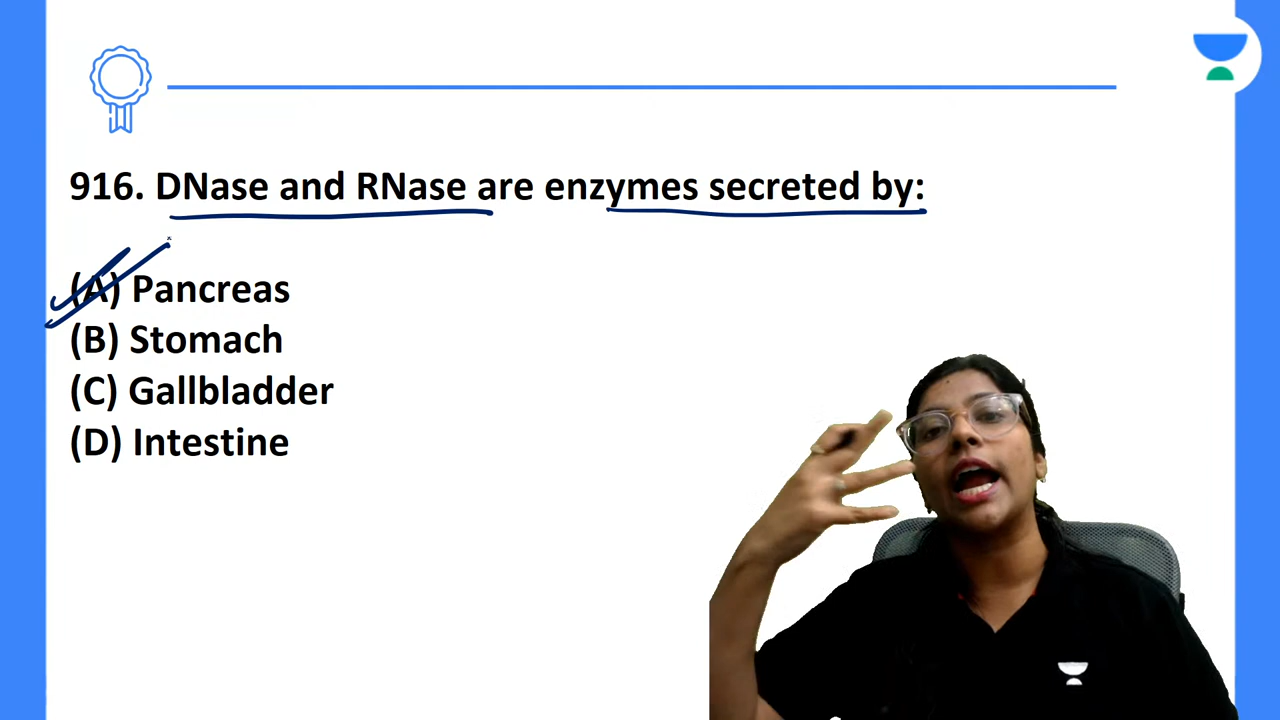 916. DNase and RNase are enzymes secreted by:
(A) Pancreas
(B) Stomach
(C) Gallbladder
(D) Intestine